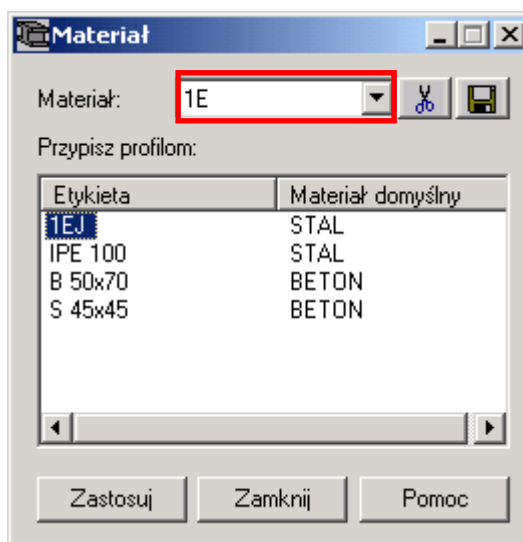 Materiał
Materiał: 1E
Przypisz profilom:
Etykieta Materiał domyślny
1EJ STAL
IPE 100 STAL
B 50x70 BETON
S 45x45 BETON
Zastosuj Zamknij Pomoc